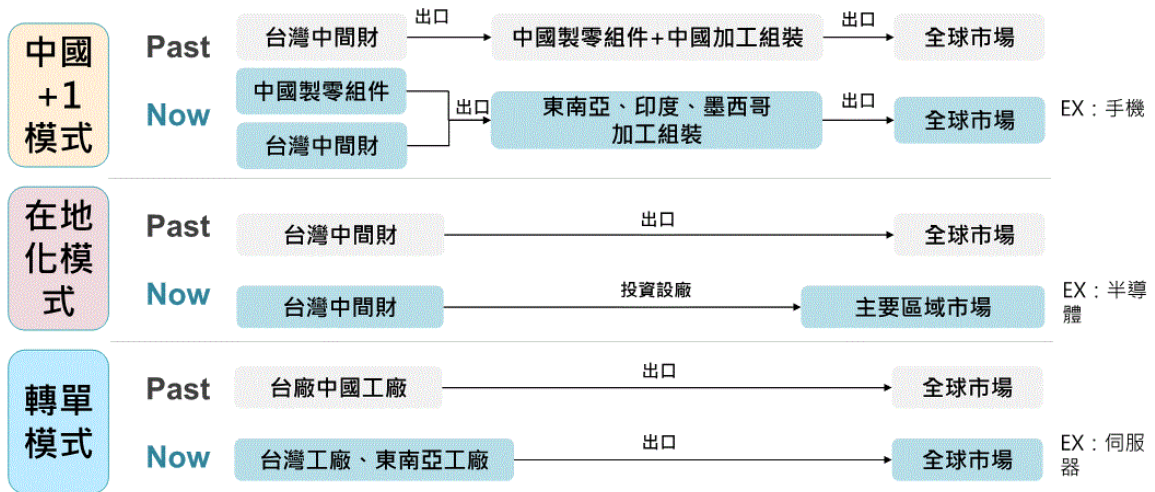 中國
+1
模式
Past
台灣中間財
出口
中國製零組件+中國加工組裝
出口
全球市場
Now
中國製零組件
台灣中間財
出口
東南亞、印度、墨西哥
加工組裝
出口
全球市場
EX：手機
在地
化模
式
Past
台灣中間財
出口
全球市場
Now
台灣中間財
投資設廠
主要區域市場
EX：半導
體
轉單
模式
Past
台廠中國工廠
出口
全球市場
Now
台灣工廠、東南亞工廠
出口
全球市場
EX：伺服
器